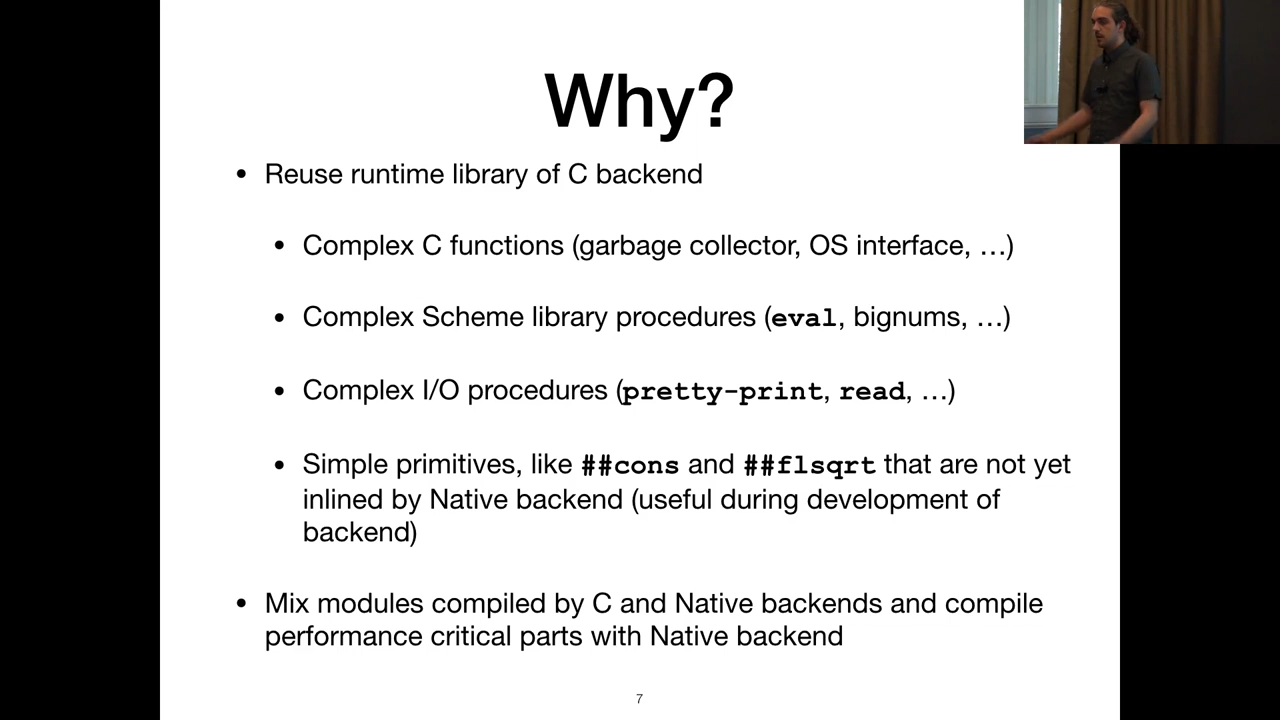 Why?
• Reuse runtime library of C backend
• Complex C functions (garbage collector, OS interface, …)
• Complex Scheme library procedures (eval, bignums, …)
• Complex I/O procedures (pretty-print, read, …)
• Simple primitives, like ##cons and ##flsqrt that are not yet
inlined by Native backend (useful during development of
backend)
• Mix modules compiled by C and Native backends and compile
performance critical parts with Native backend
7